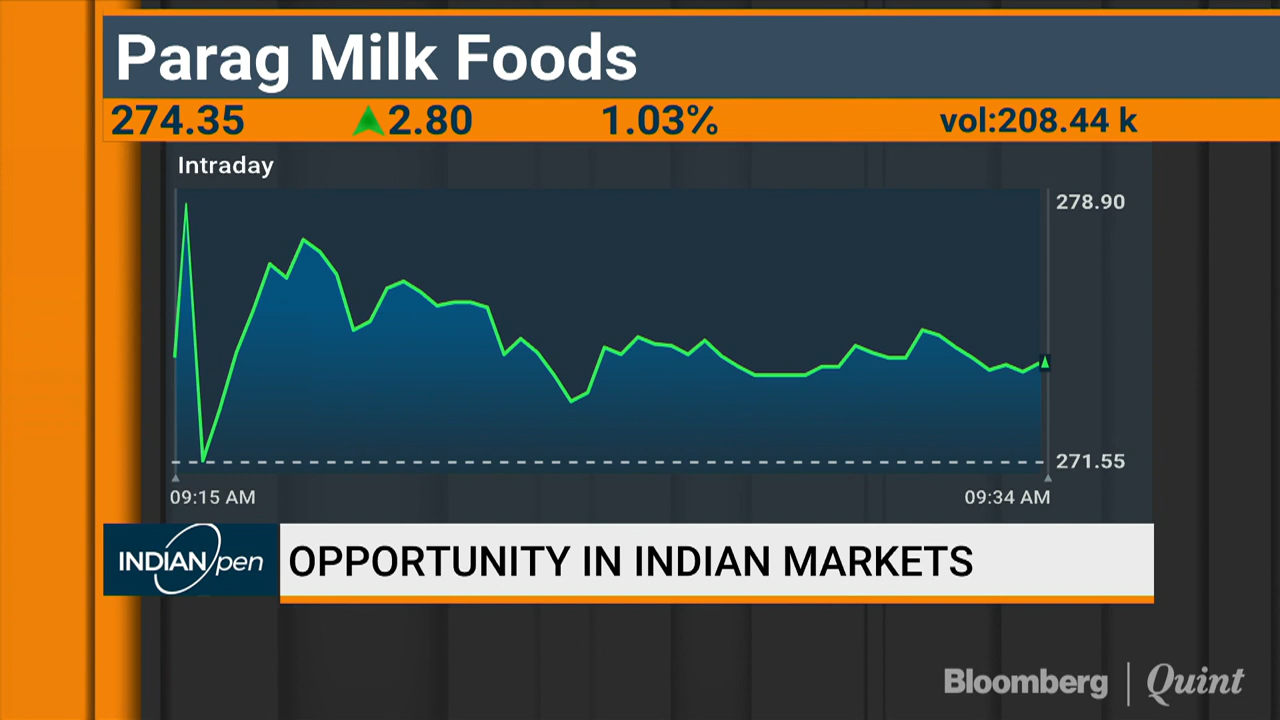 Parag Milk Foods
274.35 2.80 1.03% vol:208.44 k
Intraday
278.90
271.55
09:15 AM 09:34 AM
INDIAN Open OPPORTUNITY IN INDIAN MARKETS
Bloomberg | Quint